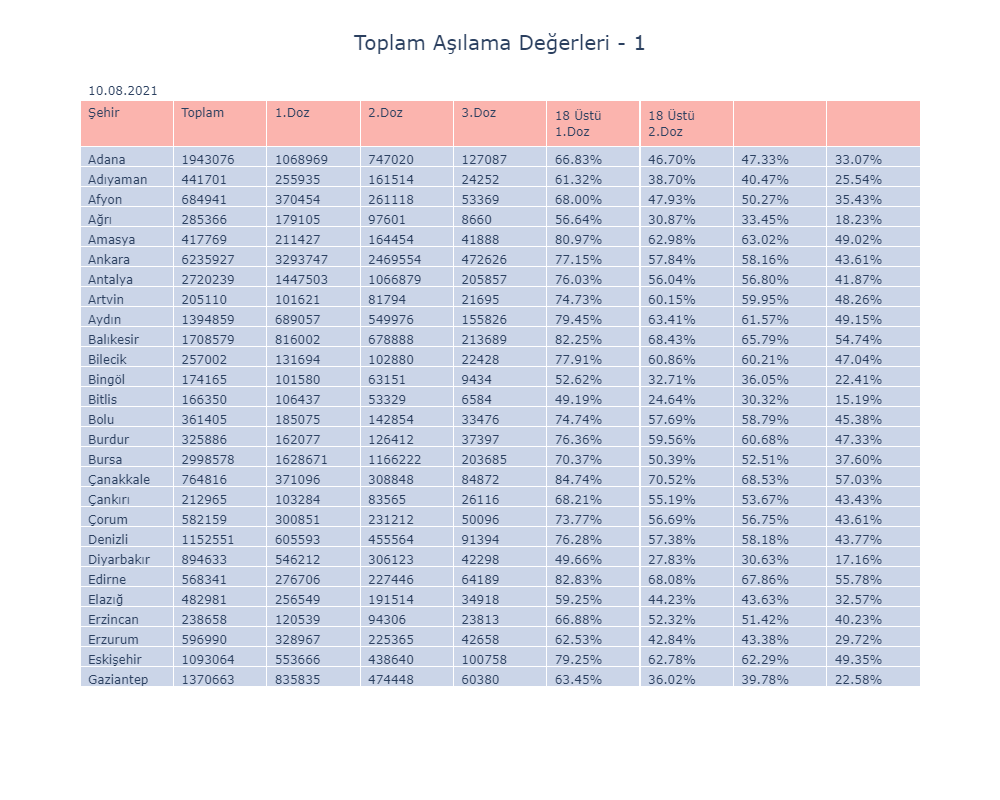 Toplam Aşılama Değerleri - 1
10.08.2021
Şehir Toplam 1.Doz 2.Doz 3.Doz 18 Üstü 18 Üstü
1.Doz 2.Doz
Adana 1943076 1068969 747020 127087 66.83% 46.70% 47.33% 33.07%
Adıyaman 441701 255935 161514 24252 61.32% 38.70% 40.47% 25.54%
Afyon 684941 370454 261118 53369 68.00% 47.93% 50.27% 35.43%
Ağrı 285366 179105 97601 8660 56.64% 30.87% 33.45% 18.23%
Amasya 417769 211427 164454 41888 80.97% 62.98% 63.02% 49.02%
Ankara 6235927 3293747 2469554 472626 77.15% 57.84% 58.16% 43.61%
Antalya 2720239 1447503 1066879 205857 76.03% 56.04% 56.80% 41.87%
Artvin 205110 101621 81794 21695 74.73% 60.15% 59.95% 48.26%
Aydın 1394859 689057 549976 155826 79.45% 63.41% 61.57% 49.15%
Balıkesir 1708579 816002 678888 213689 82.25% 68.43% 65.79% 54.74%
Bilecik 257002 131694 102880 22428 77.91% 60.86% 60.21% 47.04%
Bingöl 174165 101580 63151 9434 52.62% 32.71% 36.05% 22.41%
Bitlis 166350 106437 53329 6584 49.19% 24.64% 30.32% 15.19%
Bolu 361405 185075 142854 33476 74.74% 57.69% 58.79% 45.38%
Burdur 325886 162077 126412 37397 76.36% 59.56% 60.68% 47.33%
Bursa 2998578 1628671 1166222 203685 70.37% 50.39% 52.51% 37.60%
Çanakkale 764816 371096 308848 84872 84.74% 70.52% 68.53% 57.03%
Çankırı 212965 103284 83565 26116 68.21% 55.19% 53.67% 43.43%
Çorum 582159 300851 231212 50096 73.77% 56.69% 56.75% 43.61%
Denizli 1152551 605593 455564 91394 76.28% 57.38% 58.18% 43.77%
Diyarbakır 894633 546212 306123 42298 49.66% 27.83% 30.63% 17.16%
Edirne 568341 276706 227446 64189 82.83% 68.08% 67.86% 55.78%
Elazığ 482981 256549 191514 34918 59.25% 44.23% 43.63% 32.57%
Erzincan 238658 120539 94306 23813 66.88% 52.32% 51.42% 40.23%
Erzurum 596990 328967 225365 42658 62.53% 42.84% 43.38% 29.72%
Eskişehir 1093064 553666 438640 100758 79.25% 62.78% 62.29% 49.35%
Gaziantep 1370663 835835 474448 60380 63.45% 36.02% 39.78% 22.58%